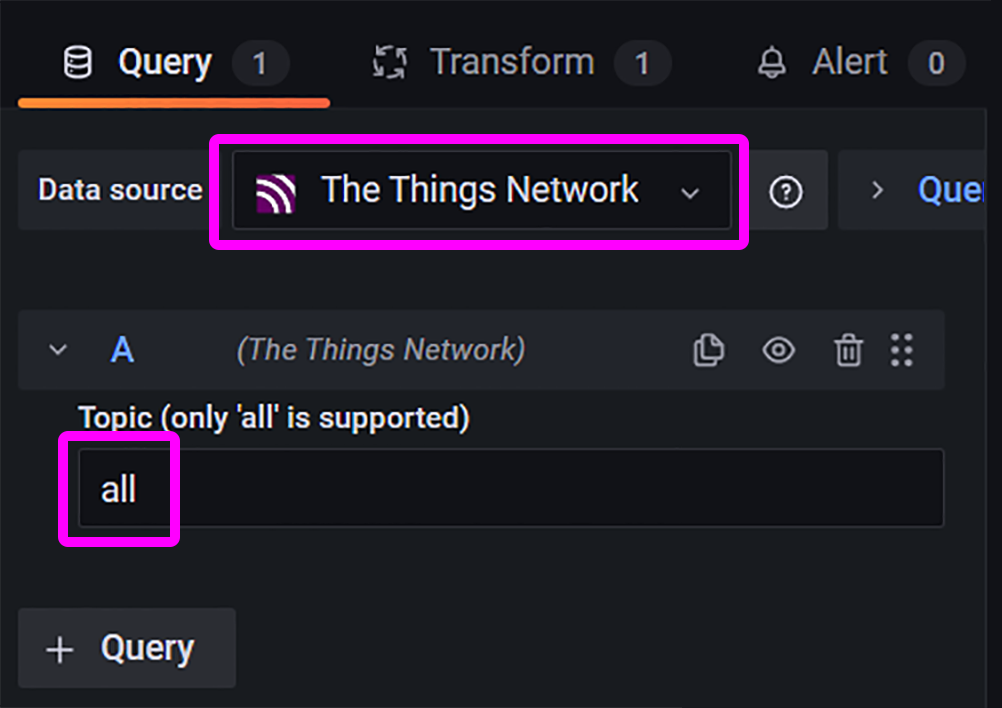 Query 1 Transform 1 Alert 0
Data source The Things Network ? > Que
A (The Things Network)
Topic (only 'all' is supported)
all
+ Query